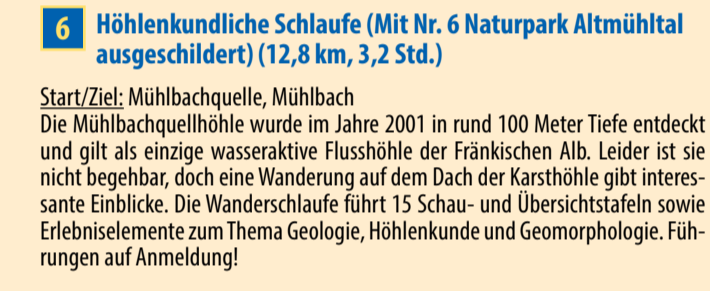 6 Höhlenkundliche Schlaufe (Mit Nr. 6 Naturpark Altmühltal
ausgeschildert) (12,8 km, 3,2 Std.)
Start/Ziel: Mühlbachquelle, Mühlbach
Die Mühlbachquellhöhle wurde im Jahre 2001 in rund 100 Meter Tiefe entdeckt
und gilt als einzige wasseraktive Flusshöhle der Fränkischen Alb. Leider ist sie
nicht begehbar, doch eine Wanderung auf dem Dach der Karsthöhle gibt interes-
sante Einblicke. Die Wanderschlaufe führt 15 Schau- und Übersichtstafeln sowie
Erlebniselemente zum Thema Geologie, Höhlenkunde und Geomorphologie. Füh-
rungen auf Anmeldung!